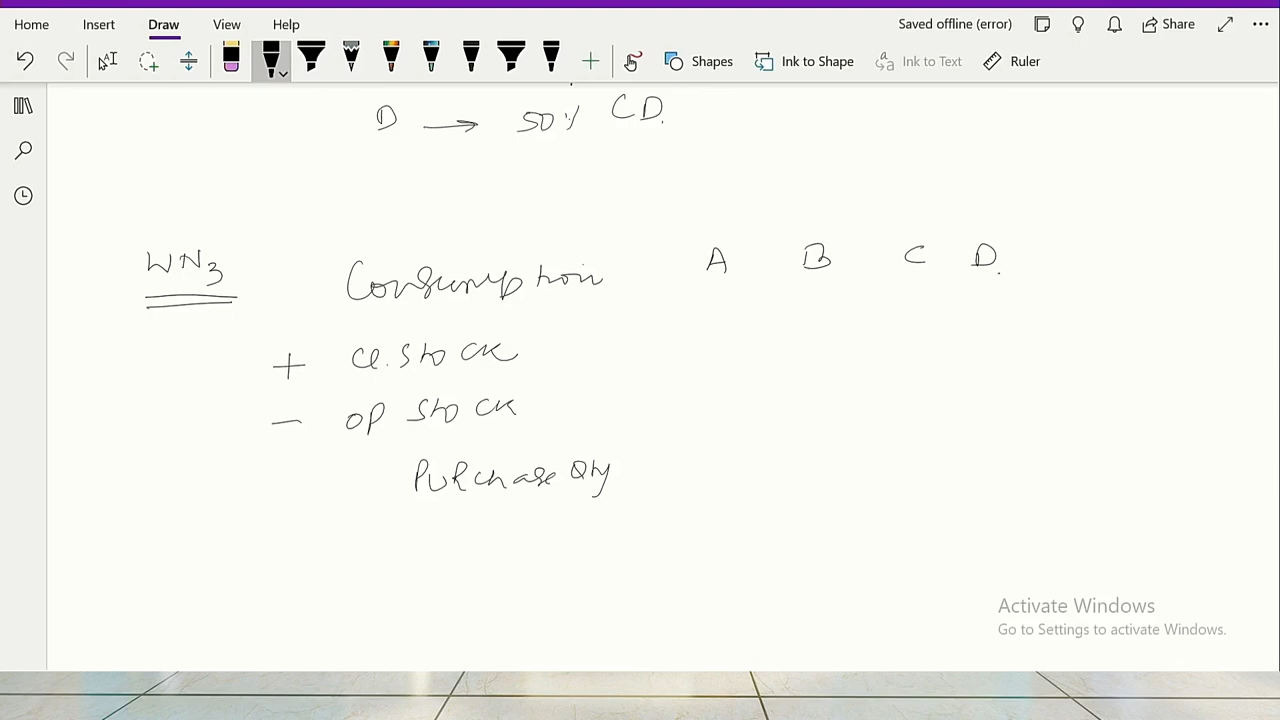 Home Insert Draw View Help Saved offline (error) Share
Shapes Ink to Shape Ink to Text Ruler
D → 50% CD.
WN3 Consumption A B C D.
+ Cl. Stock
- OP Stock
Purchase Qty
Activate Windows
Go to Settings to activate Windows.